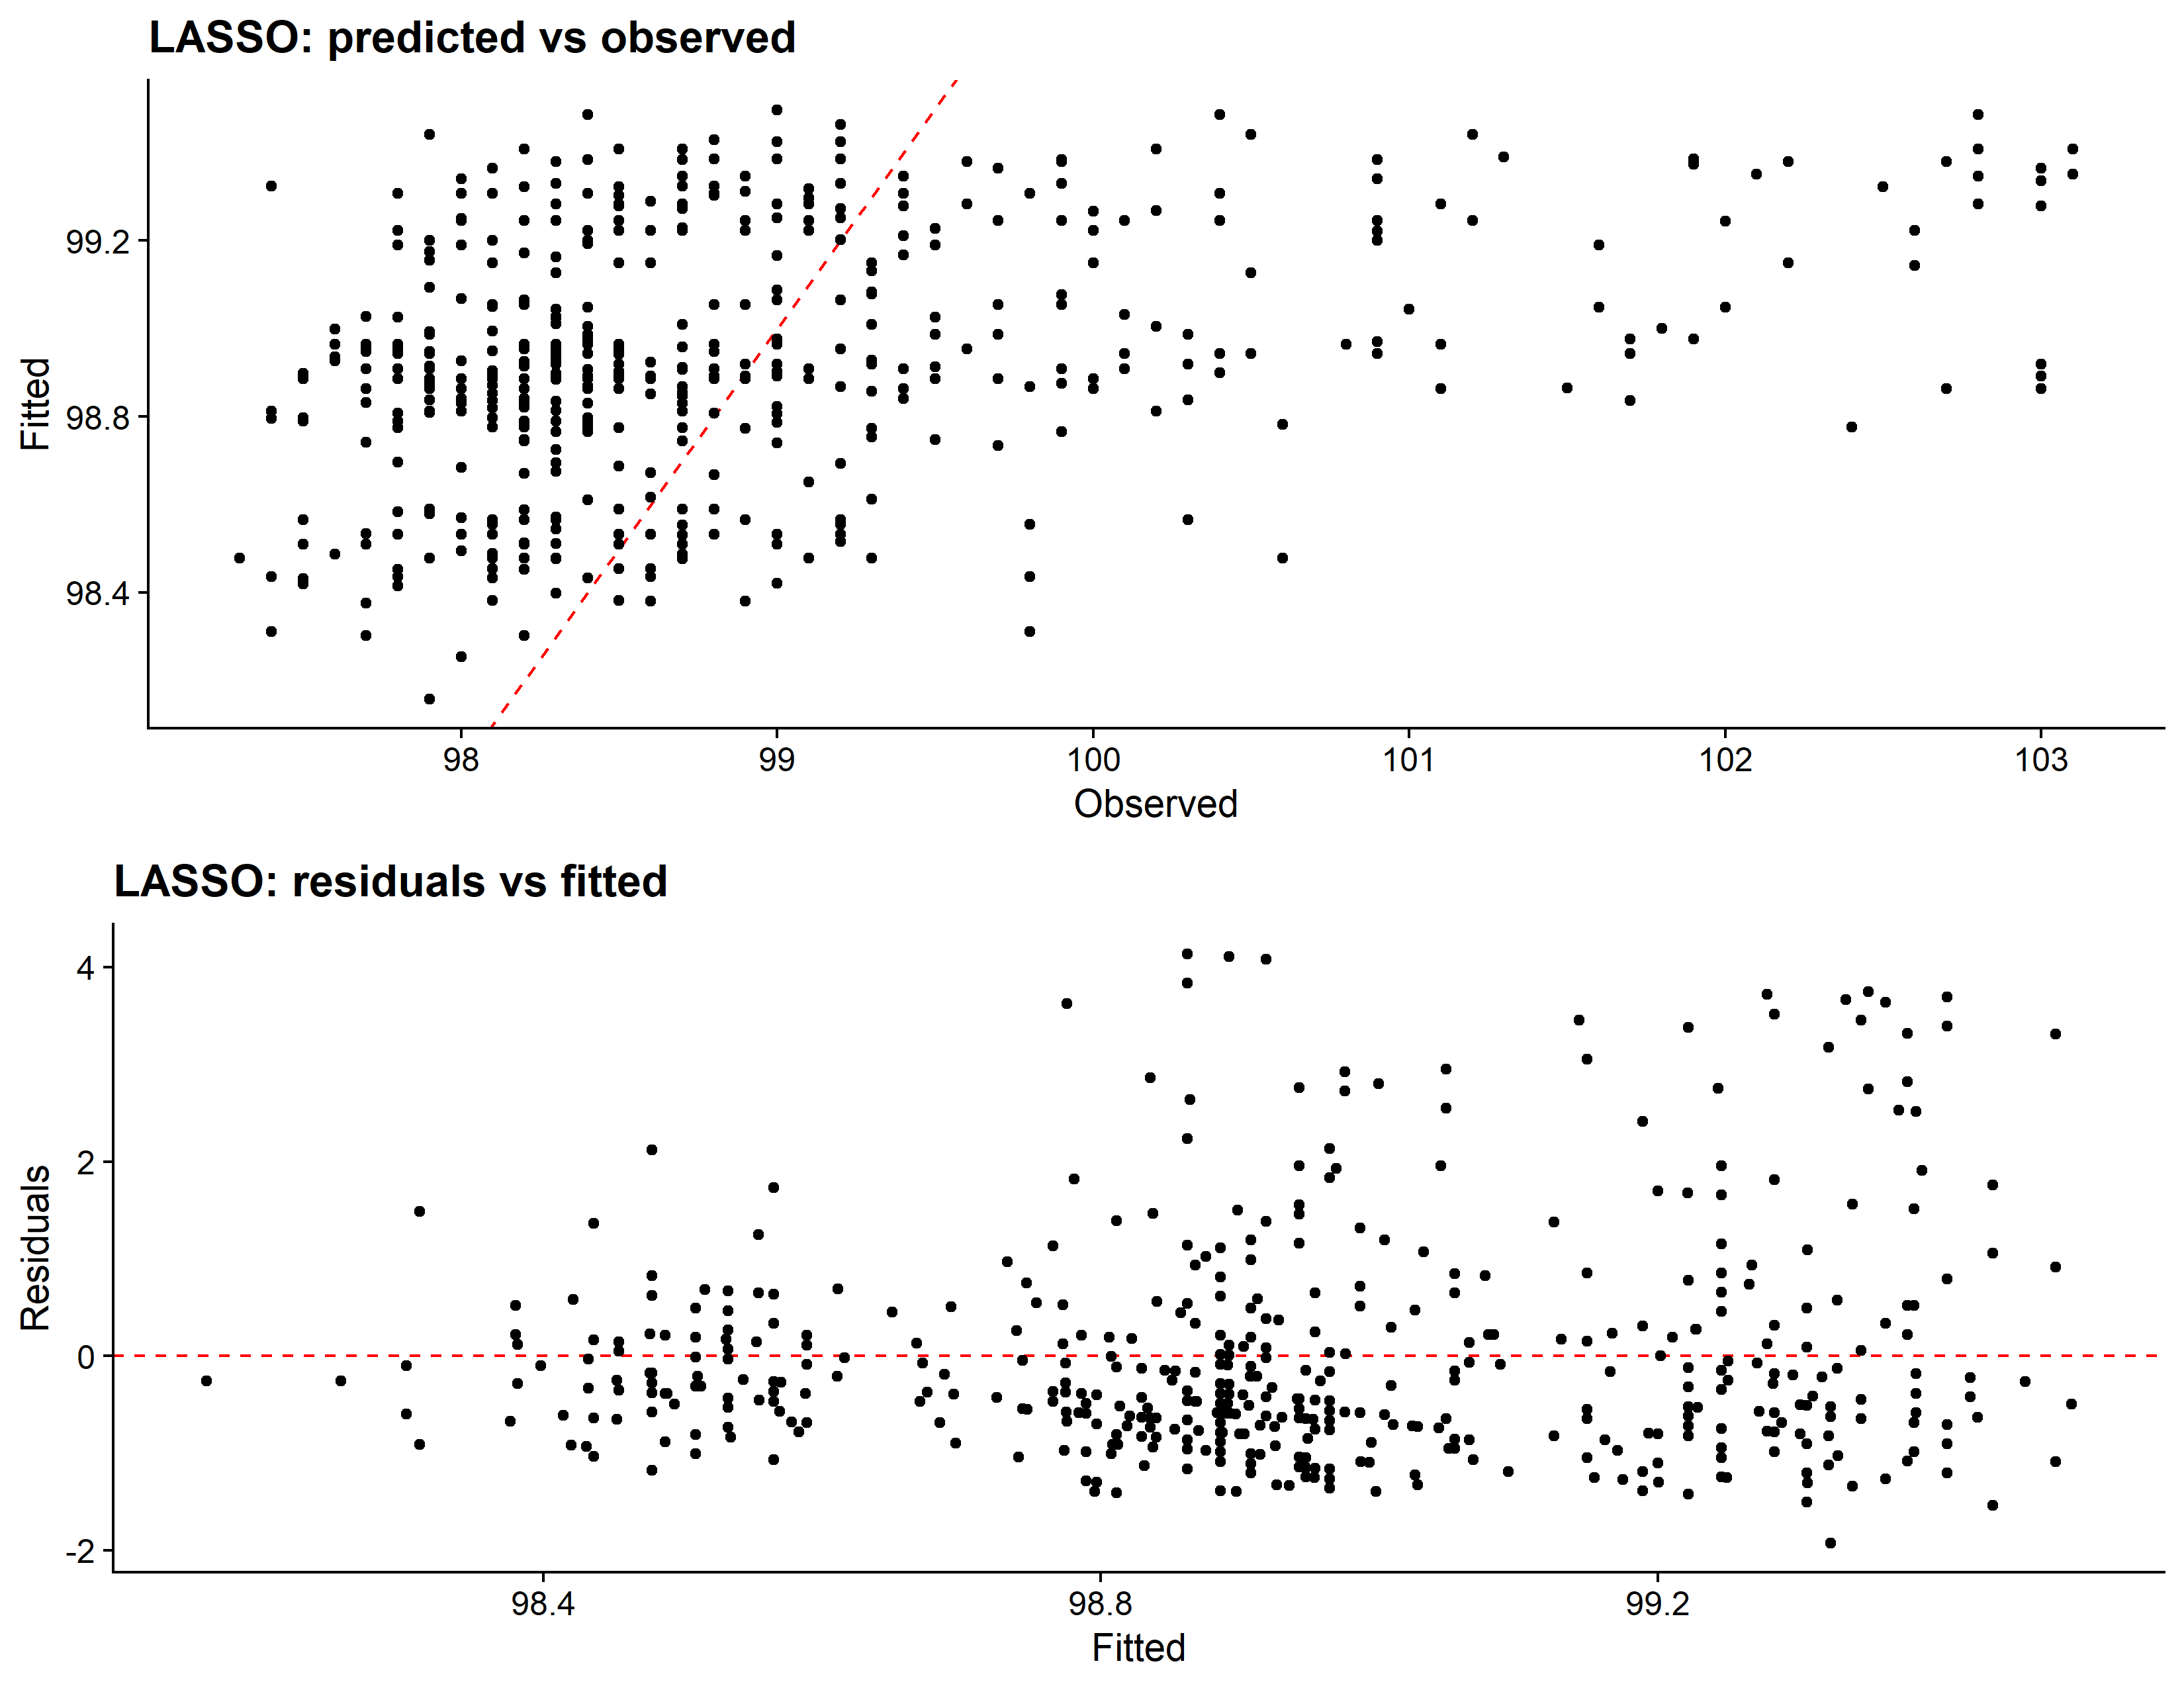 LASSO: predicted vs observed
99.2
98.8
98.4
Fitted
98 99 100 101 102 103
Observed
LASSO: residuals vs fitted
4
2
0
-2
Residuals
98.4 98.8 99.2
Fitted